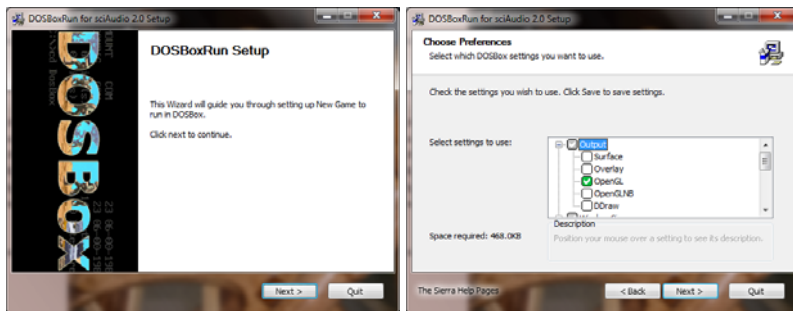 DOSBoxRun for sciAudio 2.0 Setup
DOSBoxRun Setup
This Wizard will guide you through setting up New Game to
run in DOSBox.
Click next to continue.
DOSBOX
Next >
Quit
DOSBoxRun for sciAudio 2.0 Setup
Choose Preferences
Select which DOSBox settings you want to use.
Check the settings you wish to use. Click Save to save settings.
Select settings to use:
Output
Surface
Overlay
OpenGL
OpenGLNB
DDraw
Space required: 468.0KB
Description
Position your mouse over a setting to see its description.
The Sierra Help Pages
< Back
Next >
Quit